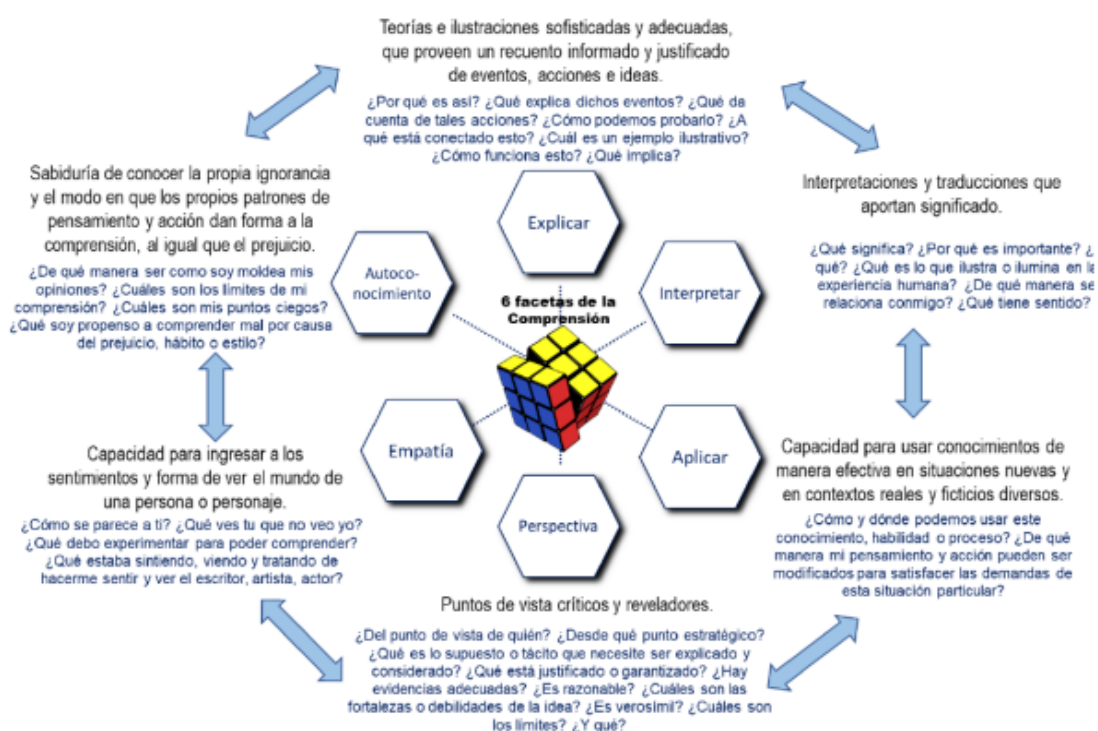 Teorías e ilustraciones sofisticadas y adecuadas,
que proveen un recuento informado y justificado
de eventos, acciones e ideas.
¿Por qué es así? ¿Qué explica dichos eventos? ¿Qué da
cuenta de tales acciones? ¿Cómo podemos probarlo? ¿A
qué está conectado esto? ¿Cuál es un ejemplo ilustrativo?
¿Cómo funciona esto? ¿Qué implica?
Sabiduría de conocer la propia ignorancia
y el modo en que los propios patrones de
pensamiento y acción dan forma a la
comprensión, al igual que el prejuicio.
¿De qué manera ser como soy moldea mis
opiniones? ¿Cuáles son los límites de mi
comprensión? ¿Cuáles son mis puntos ciegos?
¿Qué soy propenso a comprender mal por causa
del prejuicio, hábito o estilo?
Interpretaciones y traducciones que
aportan significado.
¿Qué significa? ¿Por qué es importante? ¿
qué? ¿Qué es lo que ilustra o ilumina en la
experiencia humana? ¿De qué manera se
relaciona conmigo? ¿Qué tiene sentido?
Explicar
Autoco-
nocimiento
Interpretar
6 facetas de la
Comprensión
Empatía
Aplicar
Perspectiva
Capacidad para ingresar a los
sentimientos y forma de ver el mundo de
una persona o personaje.
¿Cómo se parece a ti? ¿Qué ves tu que no veo yo?
¿Qué debo experimentar para poder comprender?
¿Qué estaba sintiendo, viendo y tratando de
hacerme sentir y ver el escritor, artista, actor?
Capacidad para usar conocimientos de
manera efectiva en situaciones nuevas y
en contextos reales y ficticios diversos.
¿Cómo y dónde podemos usar este
conocimiento, habilidad o proceso? ¿De qué
manera mi pensamiento y acción pueden ser
modificados para satisfacer las demandas de
esta situación particular?
Puntos de vista críticos y reveladores.
¿Del punto de vista de quién? ¿Desde qué punto estratégico?
¿Qué es lo supuesto o tácito que necesite ser explicado y
considerado? ¿Qué está justificado o garantizado? ¿Hay
evidencias adecuadas? ¿Es razonable? ¿Cuáles son las
fortalezas o debilidades de la idea? ¿Es verosímil? ¿Cuáles son
los límites? ¿Y qué?